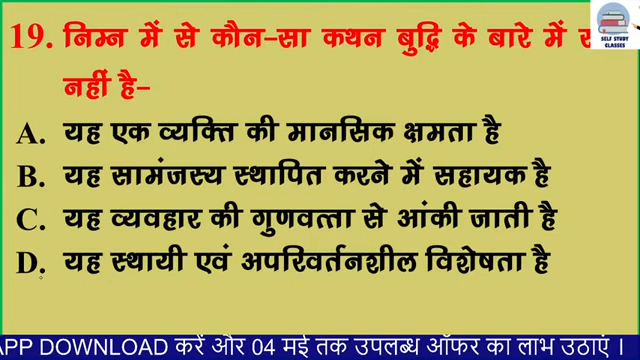 19. निम्न में से कौन-सा कथन बुद्धि के बारे में
नहीं है-
A. यह एक व्यक्ति की मानसिक क्षमता है
B. यह सामंजस्य स्थापित करने में सहायक है
C. यह व्यवहार की गुणवत्ता से आंकी जाती है
D. यह स्थायी एवं अपरिवर्तनशील विशेषता है
SELF STUDY
CLASSES
APP DOWNLOAD करें और 04 मई तक उपलब्ध ऑफर का लाभ उठाएं ।